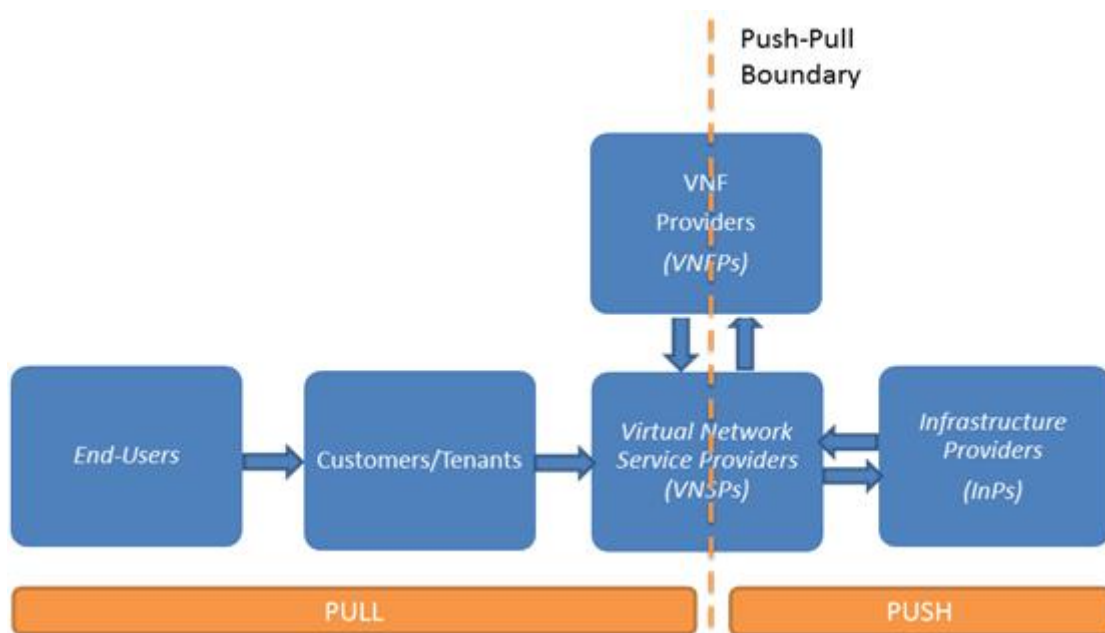 Push-Pull
Boundary
VNF
Providers
(VNFPs)
End-Users
Customers/Tenants
Virtual Network
Service Providers
(VNSPs)
Infrastructure
Providers
(InPs)
PULL
PUSH